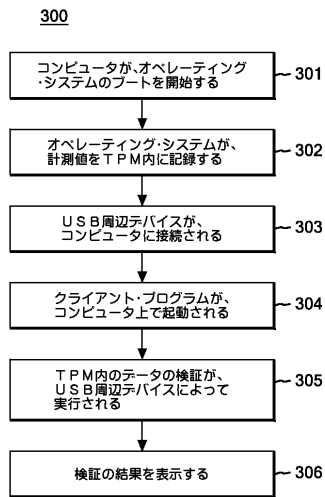 300
コンピュータが、オペレーティング
・システムのブートを開始する
301
オペレーティング・システムが、
計測値をTPM内に記録する
302
USB周辺デバイスが、
コンピュータに接続される
303
クライアント・プログラムが、
コンピュータ上で起動される
304
TPM内のデータの検証が、
USB周辺デバイスによって
実行される
305
検証の結果を表示する
306